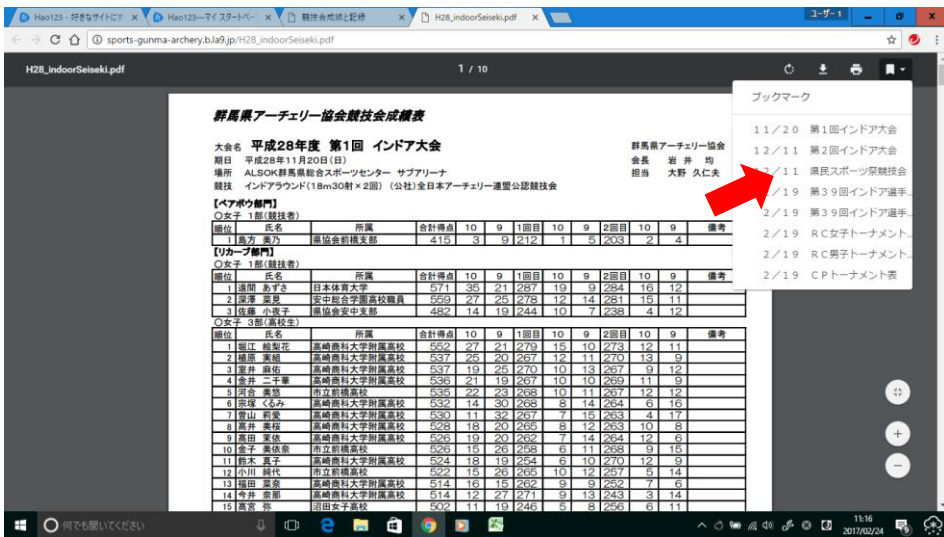 Hao123 - 好きなサイトにす
Hao123—マイ スタートペー
競技会成績と記録
H28_indoorSeiseki.pdf
ユーザー 1
sports-gunma-archery.b.la9.jp/H28_indoorSeiseki.pdf
H28_indoorSeiseki.pdf
1 / 10
ブックマーク
11/20 第1回インドア大会
12/11 第2回インドア大会
2/11 県民スポーツ祭競技会
/19 第39回インドア選手...
2/19 第39回インドア選手...
2/19 RC女子トーナメント...
2/19 RC男子トーナメント...
2/19 CPトーナメント表
群馬県アーチェリー協会競技会成績表
大会名 平成28年度 第1回 インドア大会
群馬県アーチェリー協会
期日 平成28年11月20日(日)
会長 岩井 均
場所 ALSOK群馬県総合スポーツセンター サブアリーナ
担当 大野 久仁夫
競技 インドアラウンド(18m30射×2回) (公社)全日本アーチェリー連盟公認競技会
【ベアボウ部門】
〇女子 1部(競技者)
順位 氏名 所属 合計得点 10 9 1回目 10 9 2回目 10 9 備考
1 島方 美乃 県協会前橋支部 415 3 9 212 1 5 203 2 4
【リカーブ部門】
〇女子 1部(競技者)
順位 氏名 所属 合計得点 10 9 1回目 10 9 2回目 10 9 備考
1 遠間 あずさ 日本体育大学 571 35 21 287 19 9 284 16 12
2 深澤 菜見 安中総合学園高校職員 559 27 25 278 12 14 281 15 11
3 佐藤 小夜子 県協会安中支部 482 14 19 244 10 7 238 4 12
〇女子 3部(高校生)
順位 氏名 所属 合計得点 10 9 1回目 10 9 2回目 10 9 備考
1 堀江 絵梨花 高崎商科大学附属高校 552 27 21 279 15 10 273 12 11
2 植原 実組 高崎商科大学附属高校 537 25 20 267 12 11 270 13 9
3 室井 麻佑 高崎商科大学附属高校 537 19 25 270 10 13 267 9 12
4 金井 二千華 高崎商科大学附属高校 536 21 19 267 10 10 269 11 9
5 河合 美悠 市立前橋高校 535 22 23 268 10 11 267 12 12
6 宗塚 くるみ 高崎商科大学附属高校 532 14 30 268 8 14 264 6 16
7 曽山 莉愛 高崎商科大学附属高校 530 11 32 267 7 15 263 4 17
8 高井 美桜 高崎商科大学附属高校 528 18 20 265 8 12 263 10 8
9 高田 茉依 高崎商科大学附属高校 526 19 20 262 7 14 264 12 6
10 金子 美依奈 市立前橋高校 526 15 26 258 6 11 268 9 15
11 鈴木 真子 高崎商科大学附属高校 524 18 19 254 6 10 270 12 9
12 小川 純代 市立前橋高校 522 15 26 265 10 12 257 5 14
13 福田 菜奈 高崎商科大学附属高校 514 16 15 262 9 9 252 7 6
14 今井 奈那 高崎商科大学附属高校 514 12 27 271 9 13 243 3 14
15 高宮 弥 沼田女子高校 502 11 19 246 5 8 256 6 11
何でも聞いてください
11:16
2017/02/24